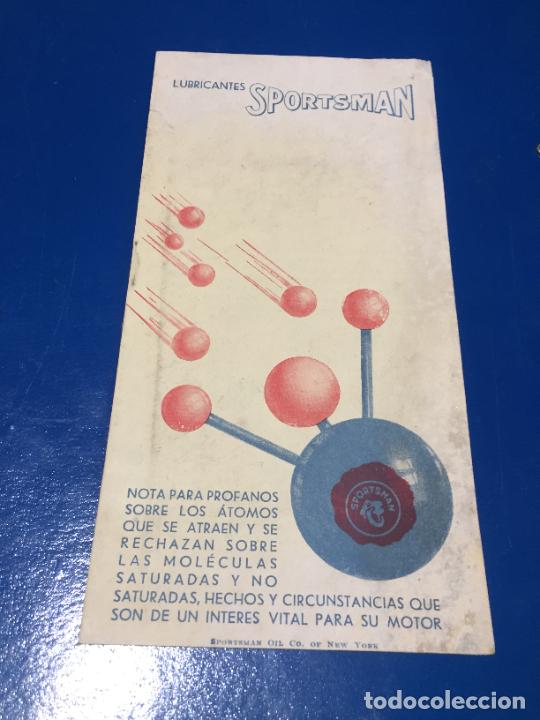 LUBRICANTES SPORTSMAN
SPORTSMAN
NOTA PARA PROFANOS
SOBRE LOS ÁTOMOS
QUE SE ATRAEN Y SE
RECHAZAN SOBRE
LAS MOLÉCULAS
SATURADAS Y NO
SATURADAS, HECHOS Y CIRCUNSTANCIAS QUE
SON DE UN INTERES VITAL PARA SU MOTOR
SPORTSMAN OIL CO. OF NEW YORK
todocoleccion